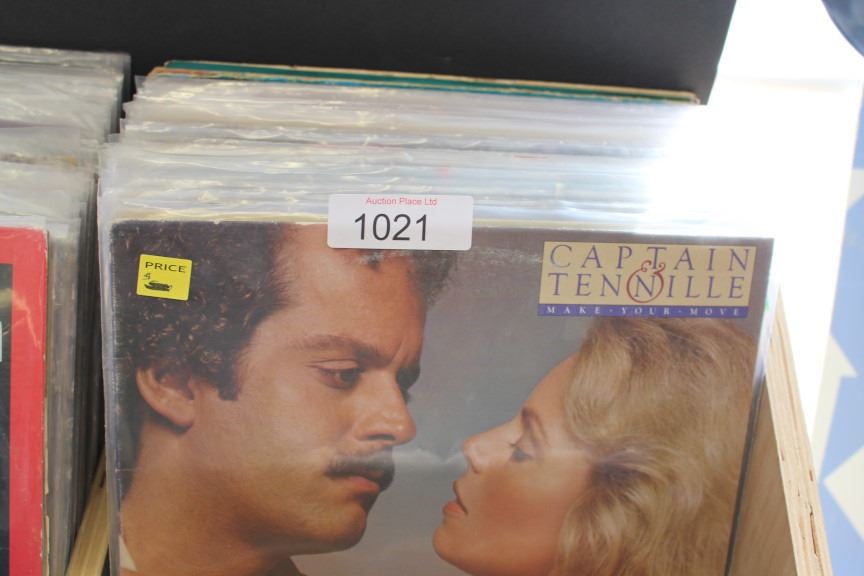 Auction Place Ltd
1021
PRICE
CAPTAIN
&
TENNILLE
MAKE · YOUR · MOVE